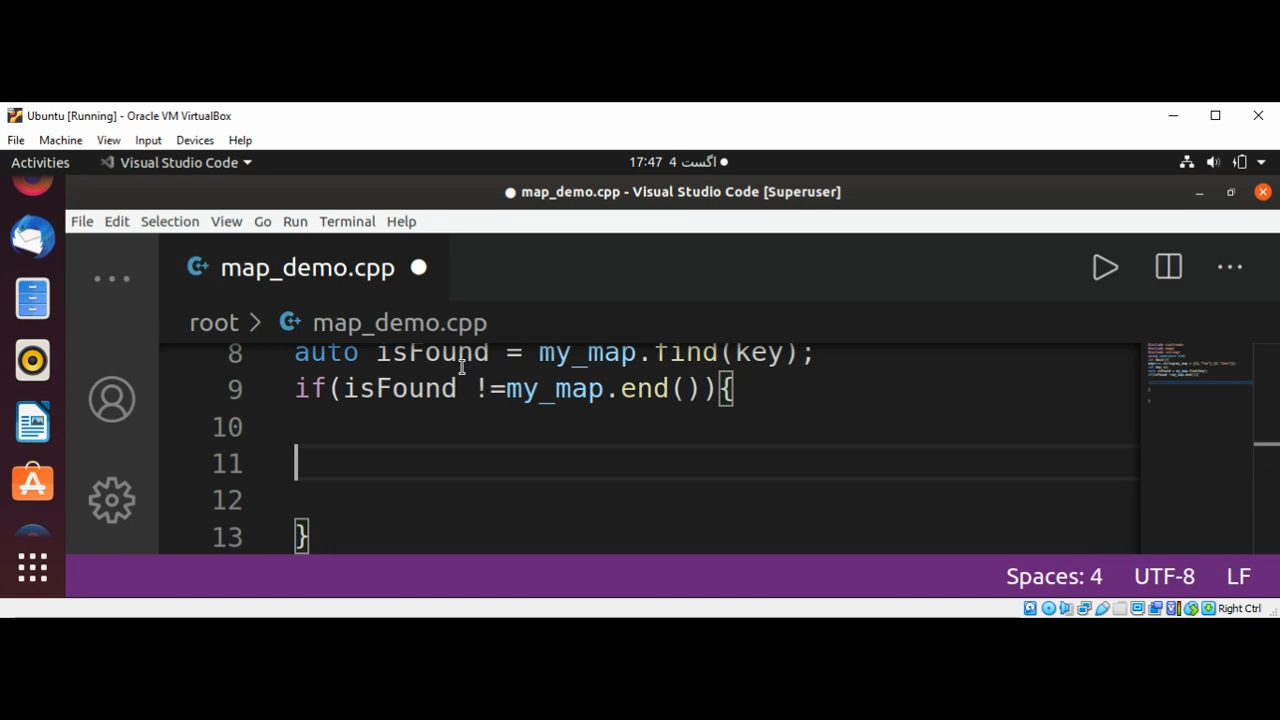 Ubuntu [Running] - Oracle VM VirtualBox
File Machine View Input Devices Help
Activities Visual Studio Code 17:47 4 اگست
map_demo.cpp - Visual Studio Code [Superuser]
File Edit Selection View Go Run Terminal Help
map_demo.cpp
root > map_demo.cpp
8 auto isFound = my_map.find(key);
9 if(isFound !=my_map.end()){
10
11
12
13 }
Spaces: 4 UTF-8 LF
Right Ctrl